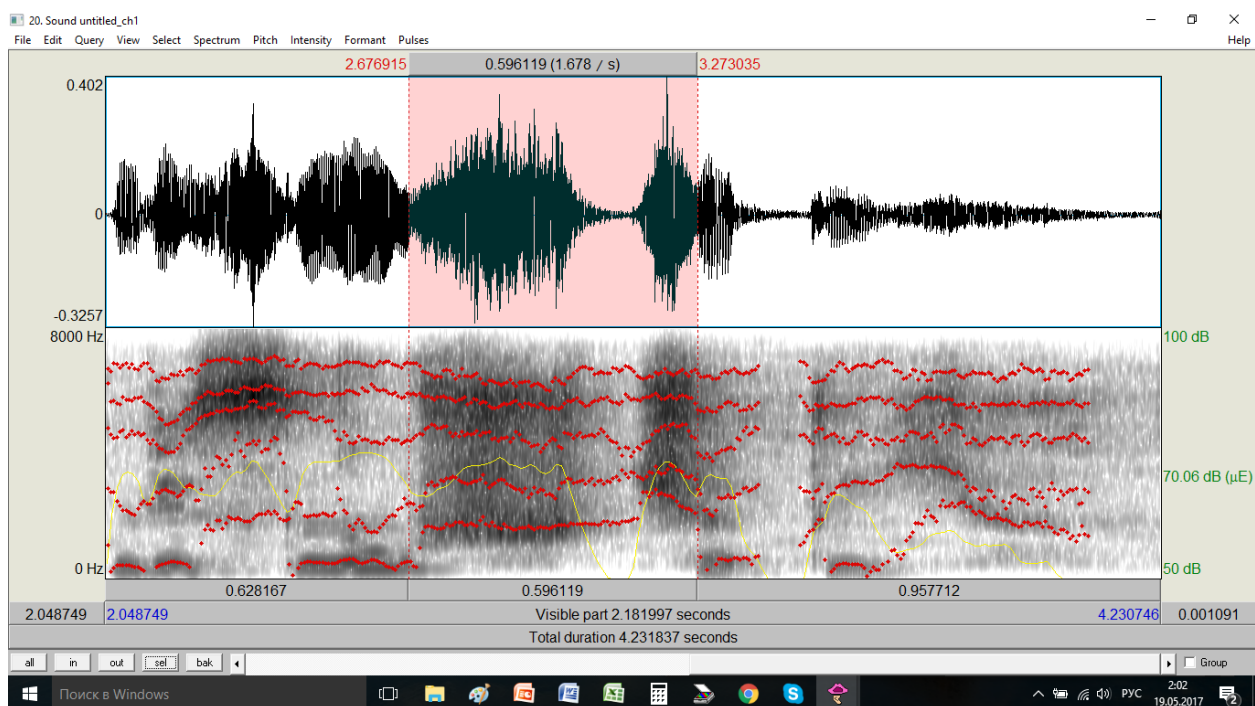 20. Sound untitled_ch1
File Edit Query View Select Spectrum Pitch Intensity Formant Pulses Help
2.676915 0.596119 (1.678 / s) 3.273035
0.402
0
-0.3257
8000 Hz 100 dB
70.06 dB (µE)
0 Hz 50 dB
0.628167 0.596119 0.957712
2.048749 2.048749 Visible part 2.181997 seconds 4.230746 0.001091
Total duration 4.231837 seconds
all in out sel bak Group
Поиск в Windows РУС 2:02
19.05.2017 2